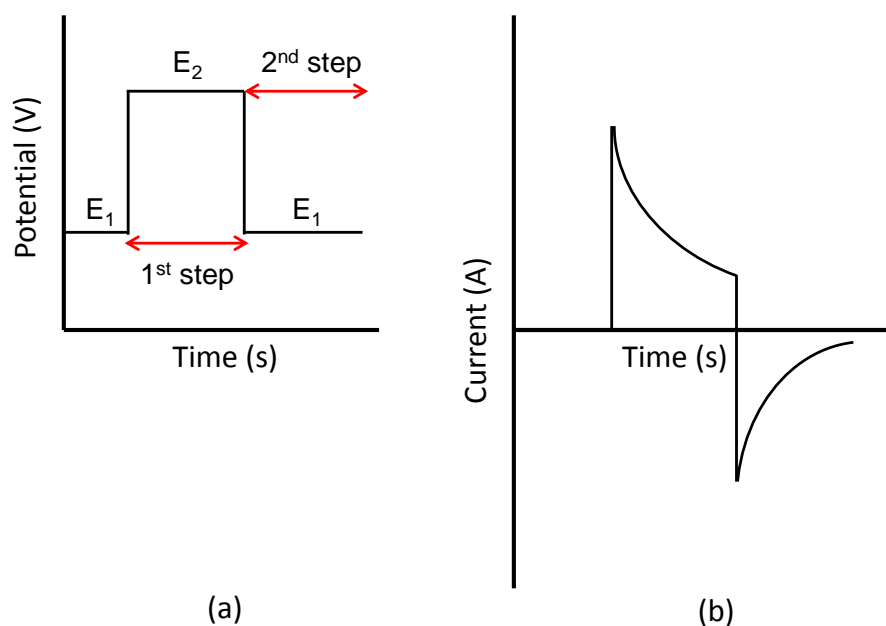 E2
2nd step
E1
E1
1st step
Potential (V)
Time (s)
(a)
Current (A)
Time (s)
(b)